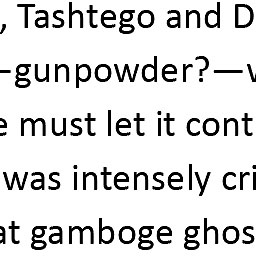 , Tashtego and D
–gunpowder?—v
e must let it cont
was intensely cri
at gamboge ghos